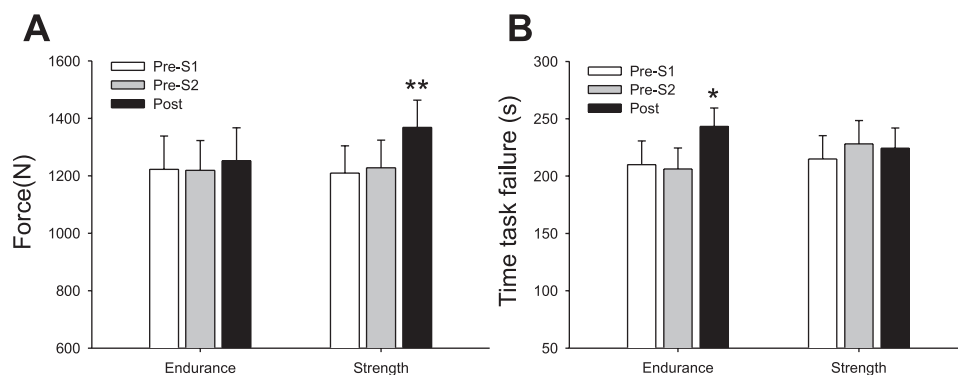 A
Force(N)
1600
1400
1200
1000
800
600
Pre-S1
Pre-S2
Post
**
Endurance
Strength
B
Time task failure (s)
300
250
200
150
100
50
Pre-S1
Pre-S2
Post
*
Endurance
Strength